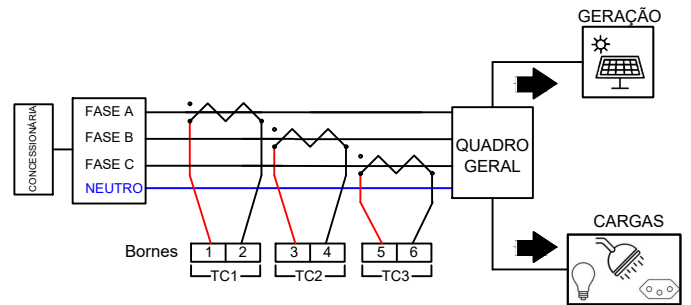 GERAÇÃO
CONCESSIONÁRIA
FASE A
FASE B
FASE C
NEUTRO
QUADRO
GERAL
CARGAS
Bornes
1 2 3 4 5 6
TC1 TC2 TC3